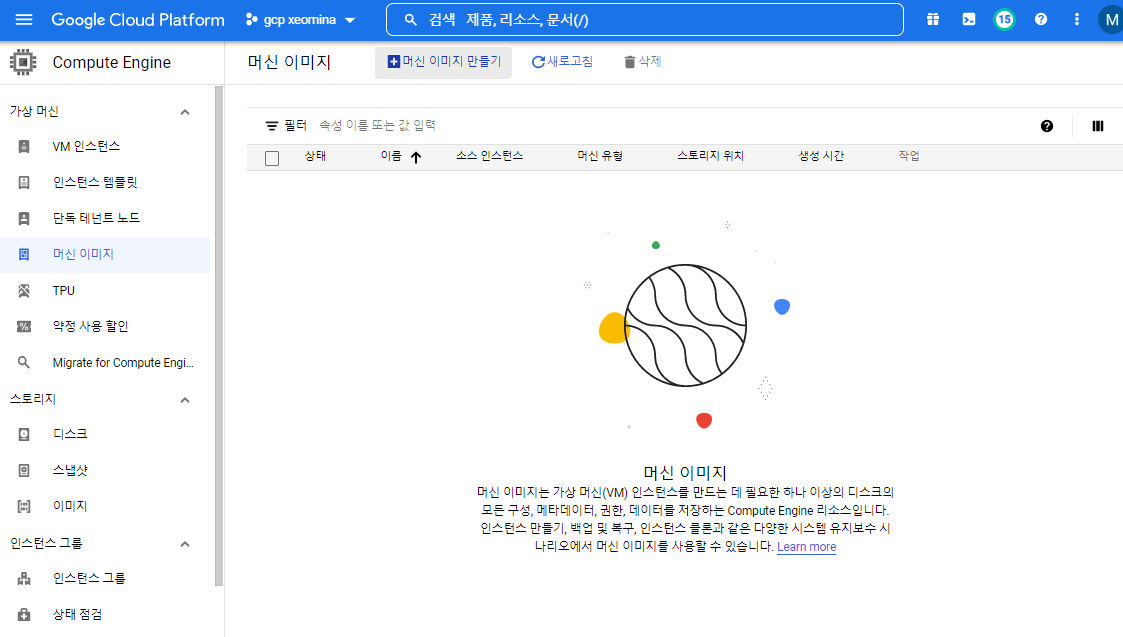 Google Cloud Platform
gcp xeomina
검색 제품, 리소스, 문서(/)
15
M
Compute Engine
머신 이미지
머신 이미지 만들기
새로고침
삭제
가상 머신
VM 인스턴스
인스턴스 템플릿
단독 테넌트 노드
머신 이미지
TPU
약정 사용 할인
Migrate for Compute Engi...
스토리지
디스크
스냅샷
이미지
인스턴스 그룹
인스턴스 그룹
상태 점검
필터 속성 이름 또는 값 입력
상태 이름 소스 인스턴스 머신 유형 스토리지 위치 생성 시간 작업
머신 이미지
머신 이미지는 가상 머신(VM) 인스턴스를 만드는 데 필요한 하나 이상의 디스크의
모든 구성, 메타데이터, 권한, 데이터를 저장하는 Compute Engine 리소스입니다.
인스턴스 만들기, 백업 및 복구, 인스턴스 클론과 같은 다양한 시스템 유지보수 시
나리오에서 머신 이미지를 사용할 수 있습니다. Learn more